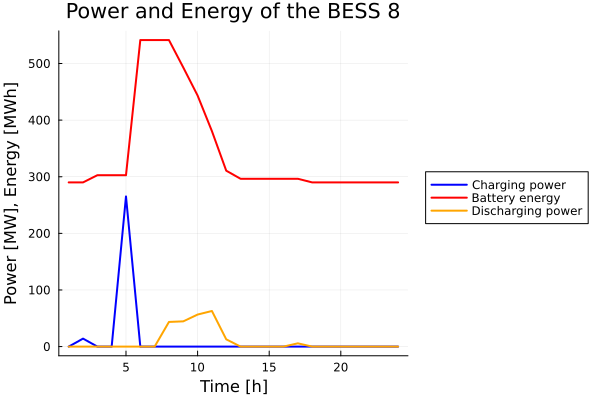 Power and Energy of the BESS 8
Power [MW], Energy [MWh]
500
400
300
200
100
0
5 10 15 20
Time [h]
Charging power
Battery energy
Discharging power